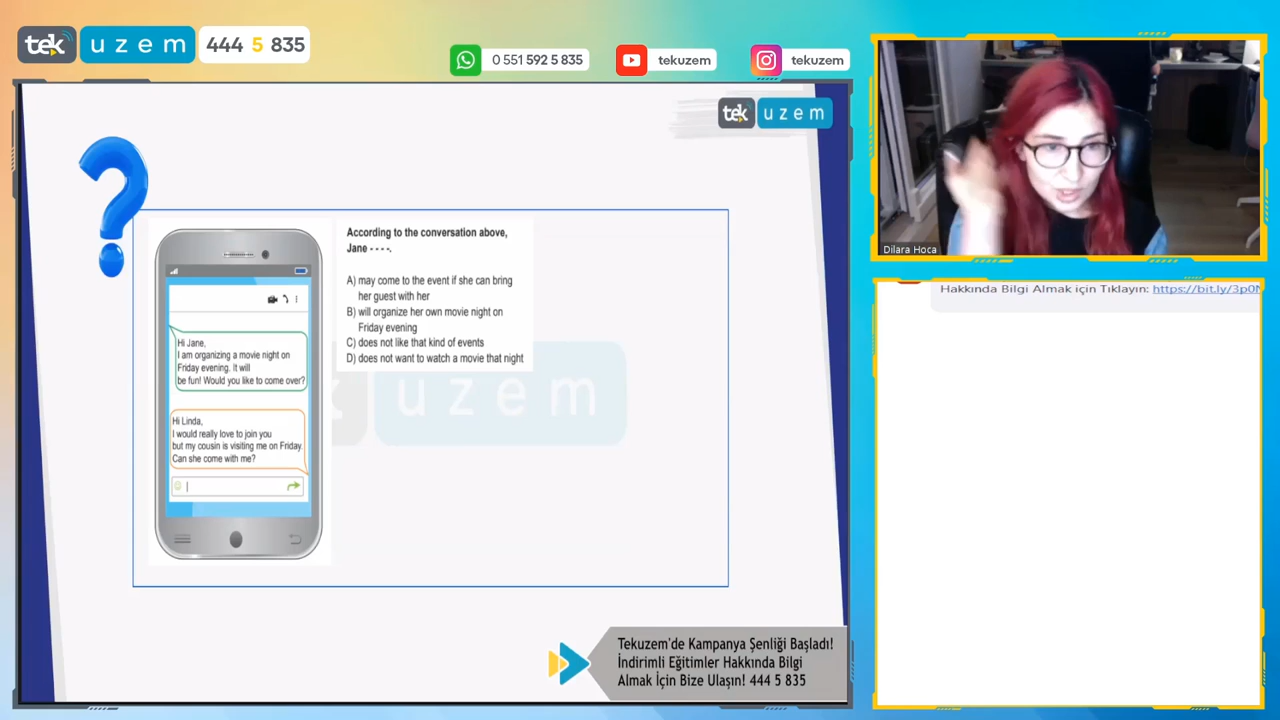 tek uzem 444 5 835
0 551 592 5 835
tekuzem
tekuzem
tek uzem
According to the conversation above,
Jane - - - -.
A) may come to the event if she can bring
her guest with her
B) will organize her own movie night on
Friday evening
C) does not like that kind of events
D) does not want to watch a movie that night
Hi Jane,
I am organizing a movie night on
Friday evening. It will
be fun! Would you like to come over?
Hi Linda,
I would really love to join you
but my cousin is visiting me on Friday.
Can she come with me?
k uzem
Tekuzem'de Kampanya Şenliği Başladı!
İndirimli Eğitimler Hakkında Bilgi
Almak İçin Bize Ulaşın! 444 5 835
Dilara Hoca
Hakkında Bilgi Almak için Tıklayın: https://bit.ly/3p0